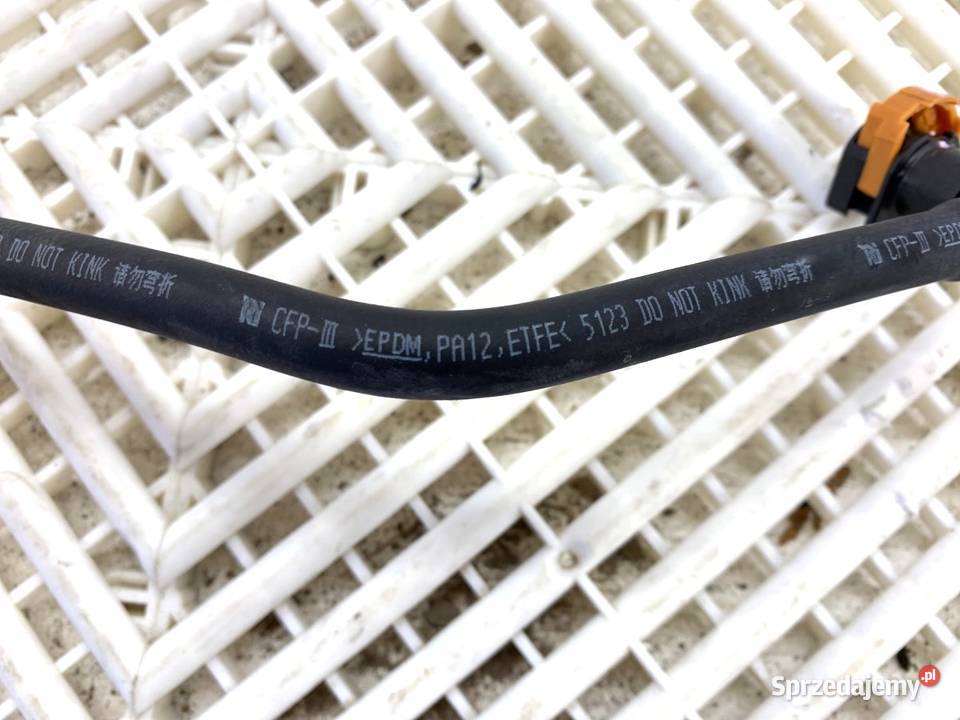 DO NOT KINK 请勿弯折 CFP-III >EPDM,PA12,ETFE< 5123 DO NOT KINK 请勿弯折 CFP-III >EPD
Sprzedajemy.pl